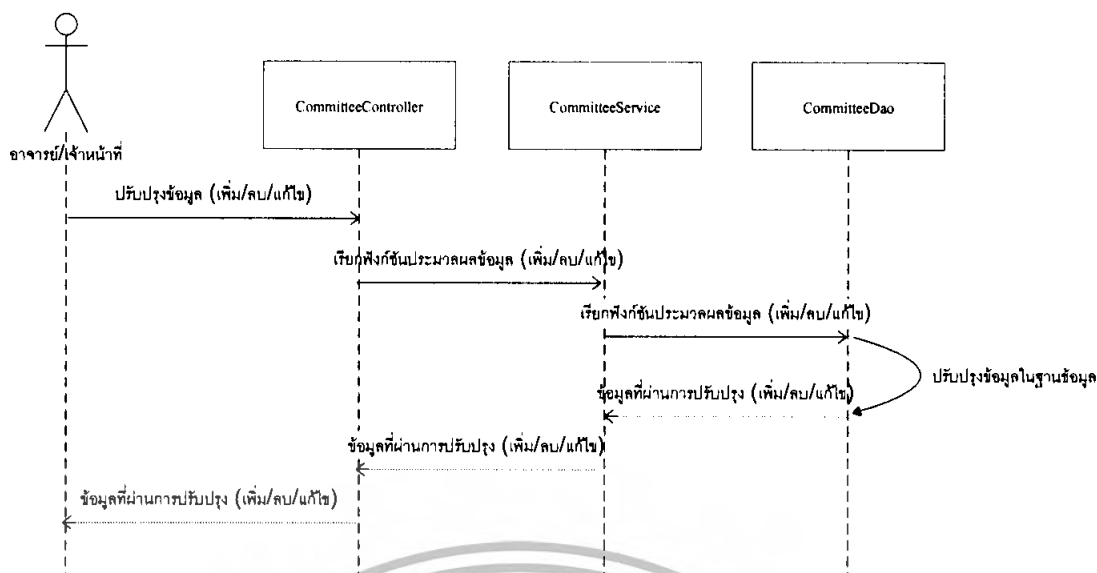 CommitteeController
CommitteeService
CommitteeDao
อาจารย์/เจ้าหน้าที่
ปรับปรุงข้อมูล (เพิ่ม/ลบ/แก้ไข)
เรียกฟังก์ชันประมวลผลข้อมูล (เพิ่ม/ลบ/แก้ไข)
เรียกฟังก์ชันประมวลผลข้อมูล (เพิ่ม/ลบ/แก้ไข)
ปรับปรุงข้อมูลในฐานข้อมูล
ข้อมูลที่ผ่านการปรับปรุง (เพิ่ม/ลบ/แก้ไข)
ข้อมูลที่ผ่านการปรับปรุง (เพิ่ม/ลบ/แก้ไข)
ข้อมูลที่ผ่านการปรับปรุง (เพิ่ม/ลบ/แก้ไข)